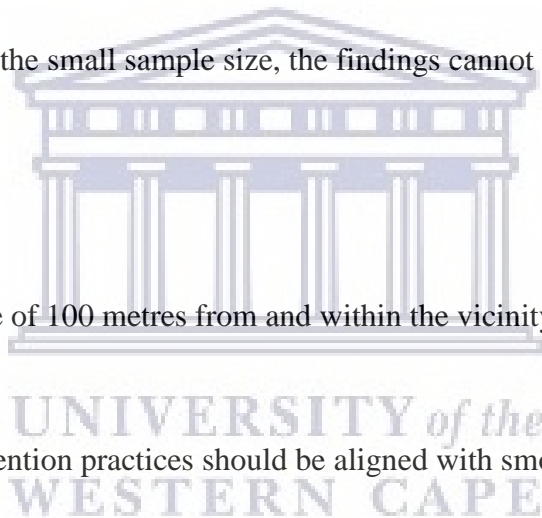 the small sample size, the findings cannot
of 100 metres from and within the vicinity
UNIVERSITY of the
ention practices should be aligned with
WESTERN CAPE